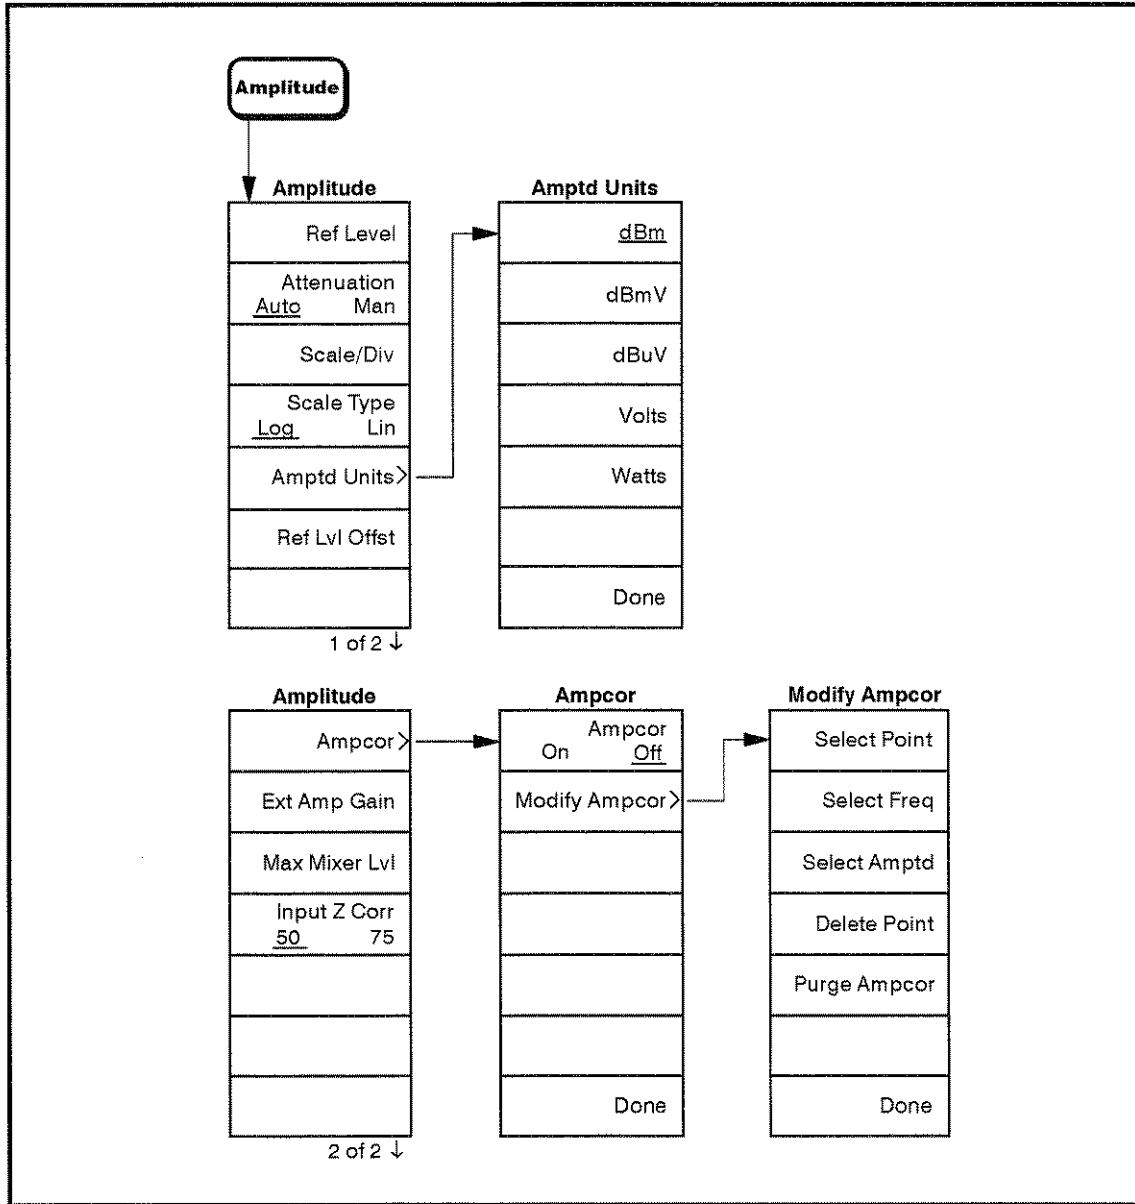 Amplitude
Amplitude
Ref Level
Attenuation
Auto Man
Scale/Div
Scale Type
Log Lin
Amptd Units>
Ref Lvl Offst
1 of 2 ↓
Amptd Units
dBm
dBmV
dBuV
Volts
Watts
Done
Amplitude
Ampcor>
Ext Amp Gain
Max Mixer Lvl
Input Z Corr
50 75
2 of 2 ↓
Ampcor
Ampcor
On Off
Modify Ampcor>
Done
Modify Ampcor
Select Point
Select Freq
Select Amptd
Delete Point
Purge Ampcor
Done